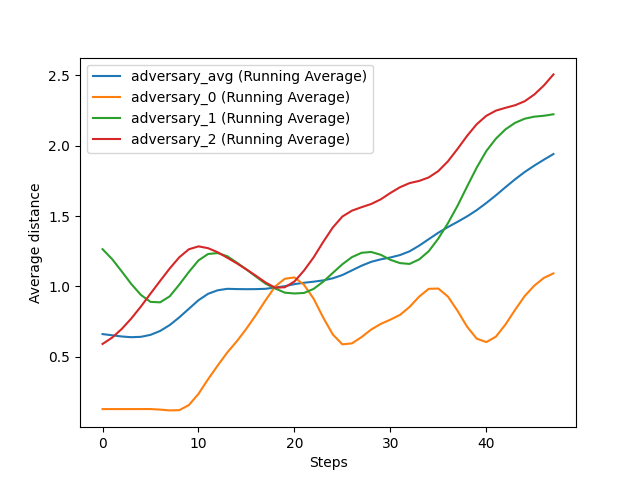 adversary_avg (Running Average)
adversary_0 (Running Average)
adversary_1 (Running Average)
adversary_2 (Running Average)
2.5
2.0
1.5
1.0
0.5
Average distance
0 10 20 30 40
Steps